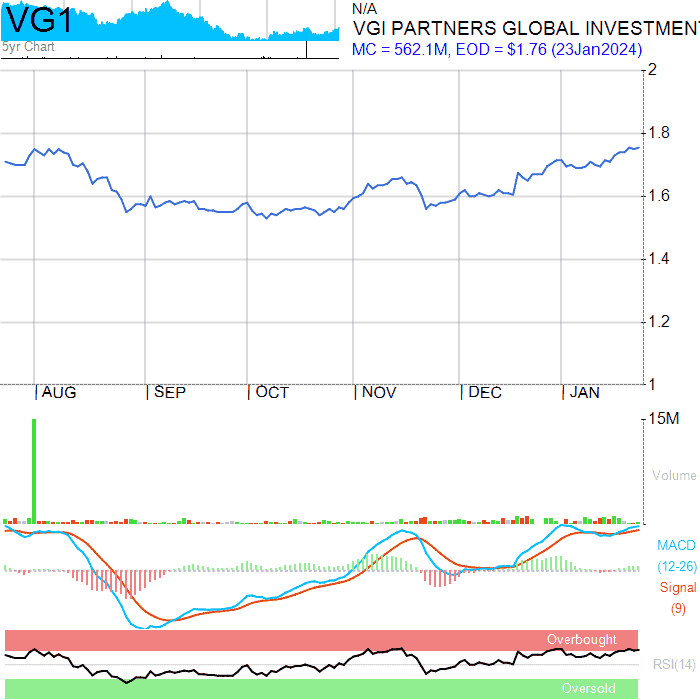 VG1
5yr Chart
N/A
VGI PARTNERS GLOBAL INVESTMEN
MC = 562.1M, EOD = $1.76 (23Jan2024)
2
1.8
1.6
1.4
1.2
1
AUG SEP OCT NOV DEC JAN
15M
Volume
MACD
(12-26)
Signal
(9)
Overbought
RSI(14)
Oversold